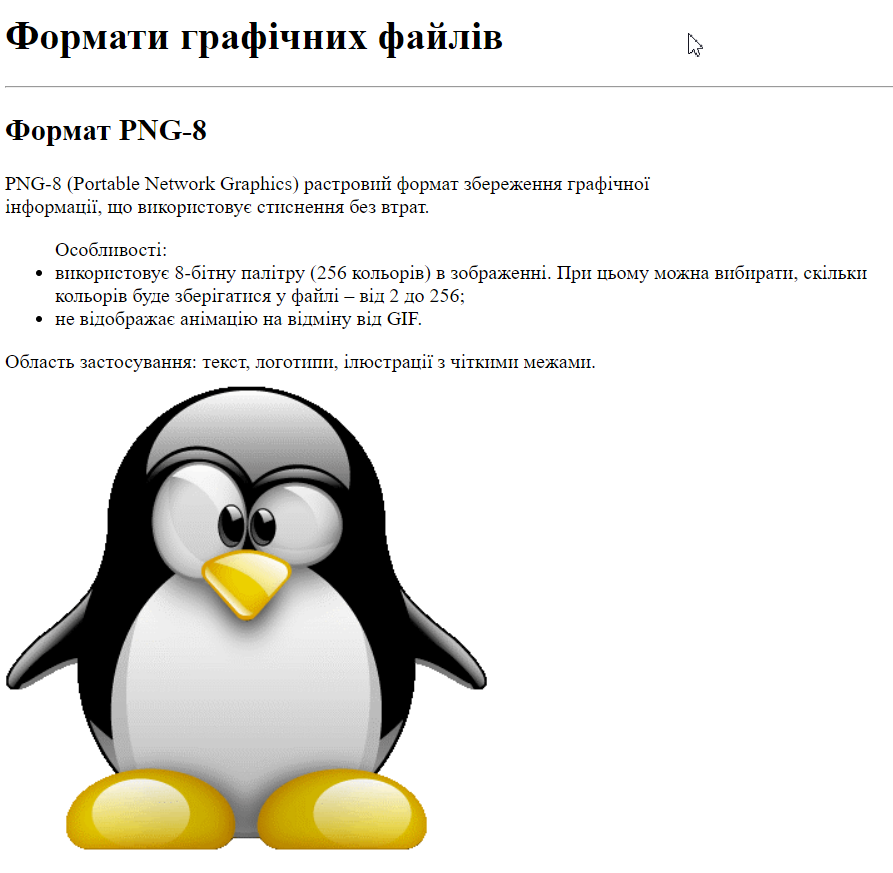 Формати графічних файлів
Формат PNG-8
PNG-8 (Portable Network Graphics) растровий формат збереження графічної
інформації, що використовує стиснення без втрат.
Особливості:
• використовує 8-бітну палітру (256 кольорів) в зображенні. При цьому можна вибирати, скільки
кольорів буде зберігатися у файлі – від 2 до 256;
• не відображає анімацію на відміну від GIF.
Область застосування: текст, логотипи, ілюстрації з чіткими межами.